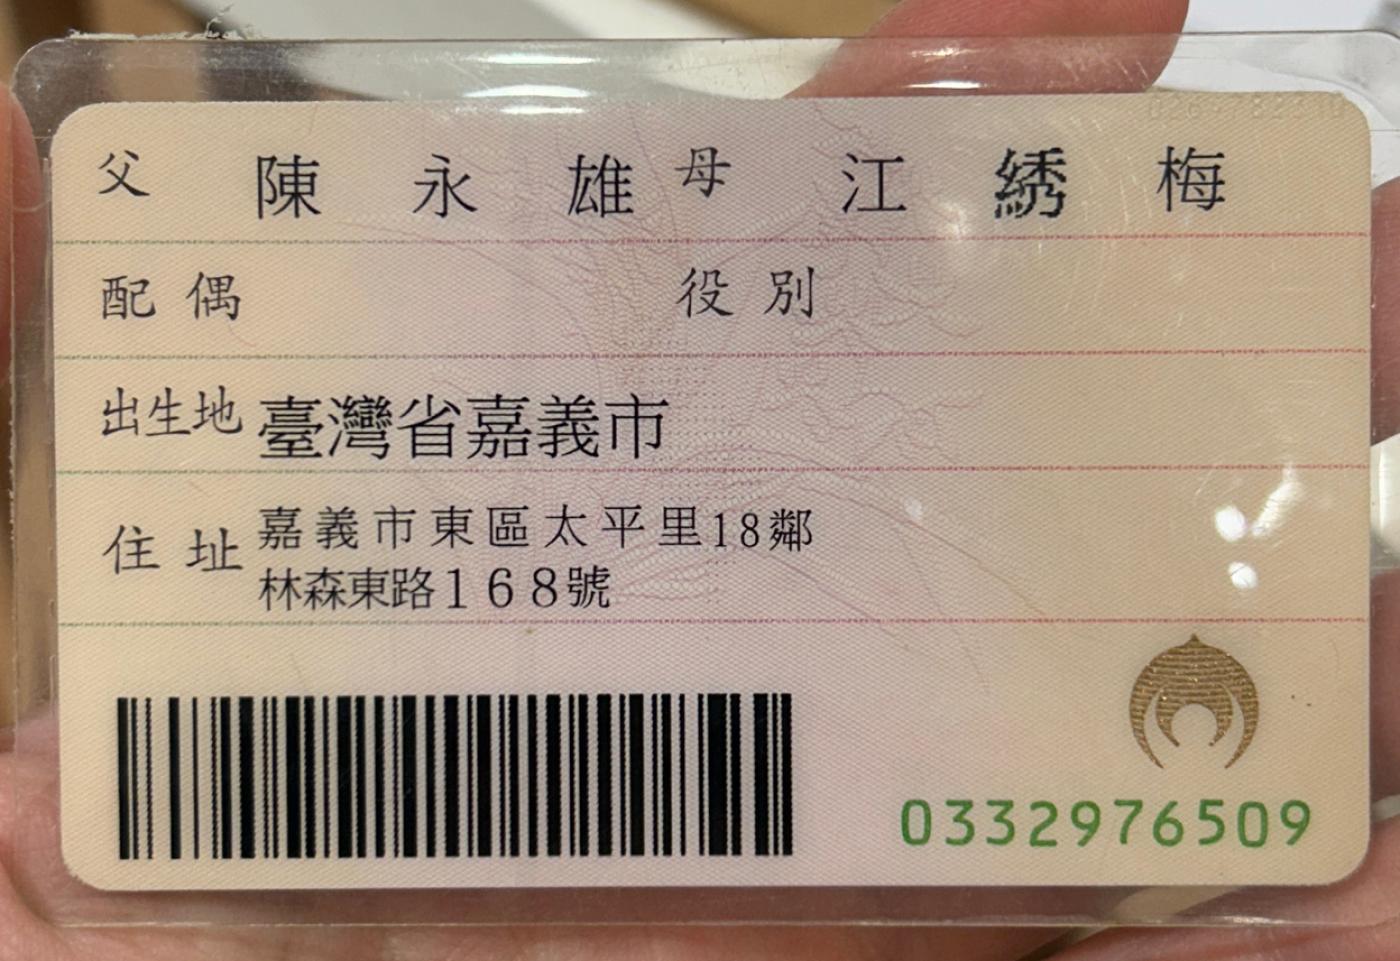 父 陳永雄 母 江綉梅
配偶 役別
出生地 臺灣省嘉義市
住址 嘉義市東區太平里18鄰
林森東路168號
0332976509